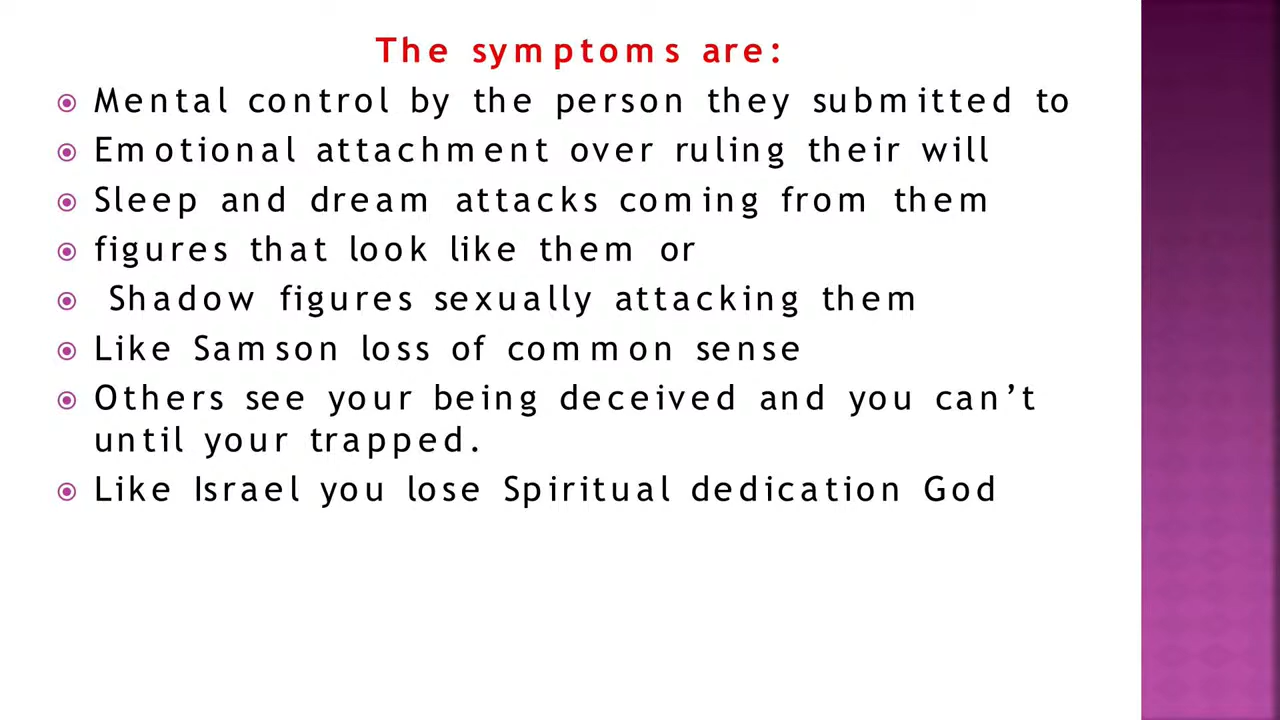 The symptoms are:
Mental control by the person they submitted to
Emotional attachment over ruling their will
Sleep and dream attacks coming from them
figures that look like them or
Shadow figures sexually attacking them
Like Samson loss of common sense
Others see your being deceived and you can’t
until your trapped.
Like Israel you lose Spiritual dedication God